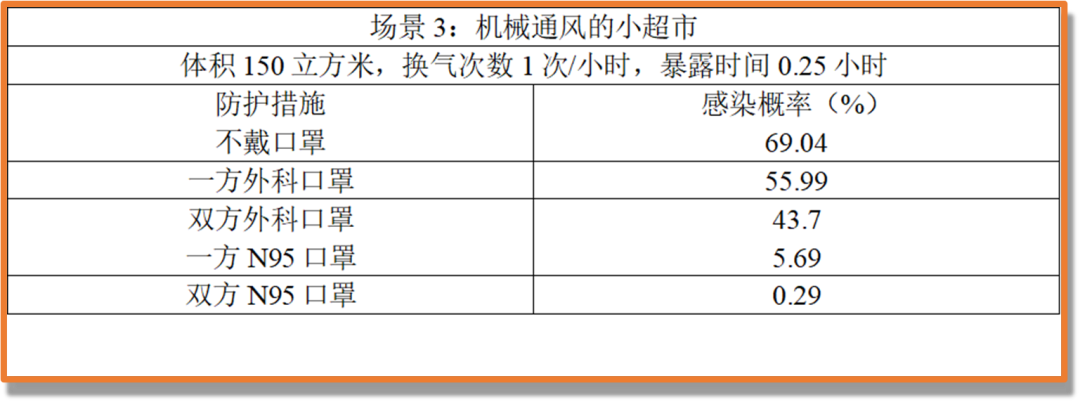 场景 3：机械通风的小超市
体积 150 立方米，换气次数 1 次/小时，暴露时间 0.25 小时
防护措施 感染概率（%）
不戴口罩 69.04
一方外科口罩 55.99
双方外科口罩 43.7
一方 N95 口罩 5.69
双方 N95 口罩 0.29